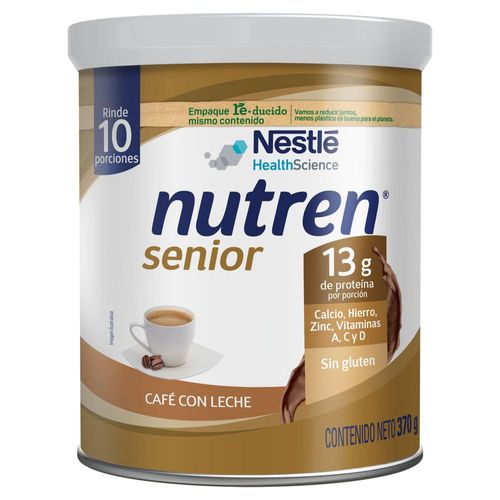 Rinde
10
porciones
Empaque re.ducido
mismo contenido
Vamos a reducir juntos,
menos plástico es bueno para el planeta.
Nestlé
HealthScience
nutren®
senior
13 g
de proteína
por porción
Calcio, Hierro,
Zinc, Vitaminas
A, C y D
Sin gluten
Imagen ilustrativa
CAFÉ CON LECHE
CONTENIDO NETO 370 g